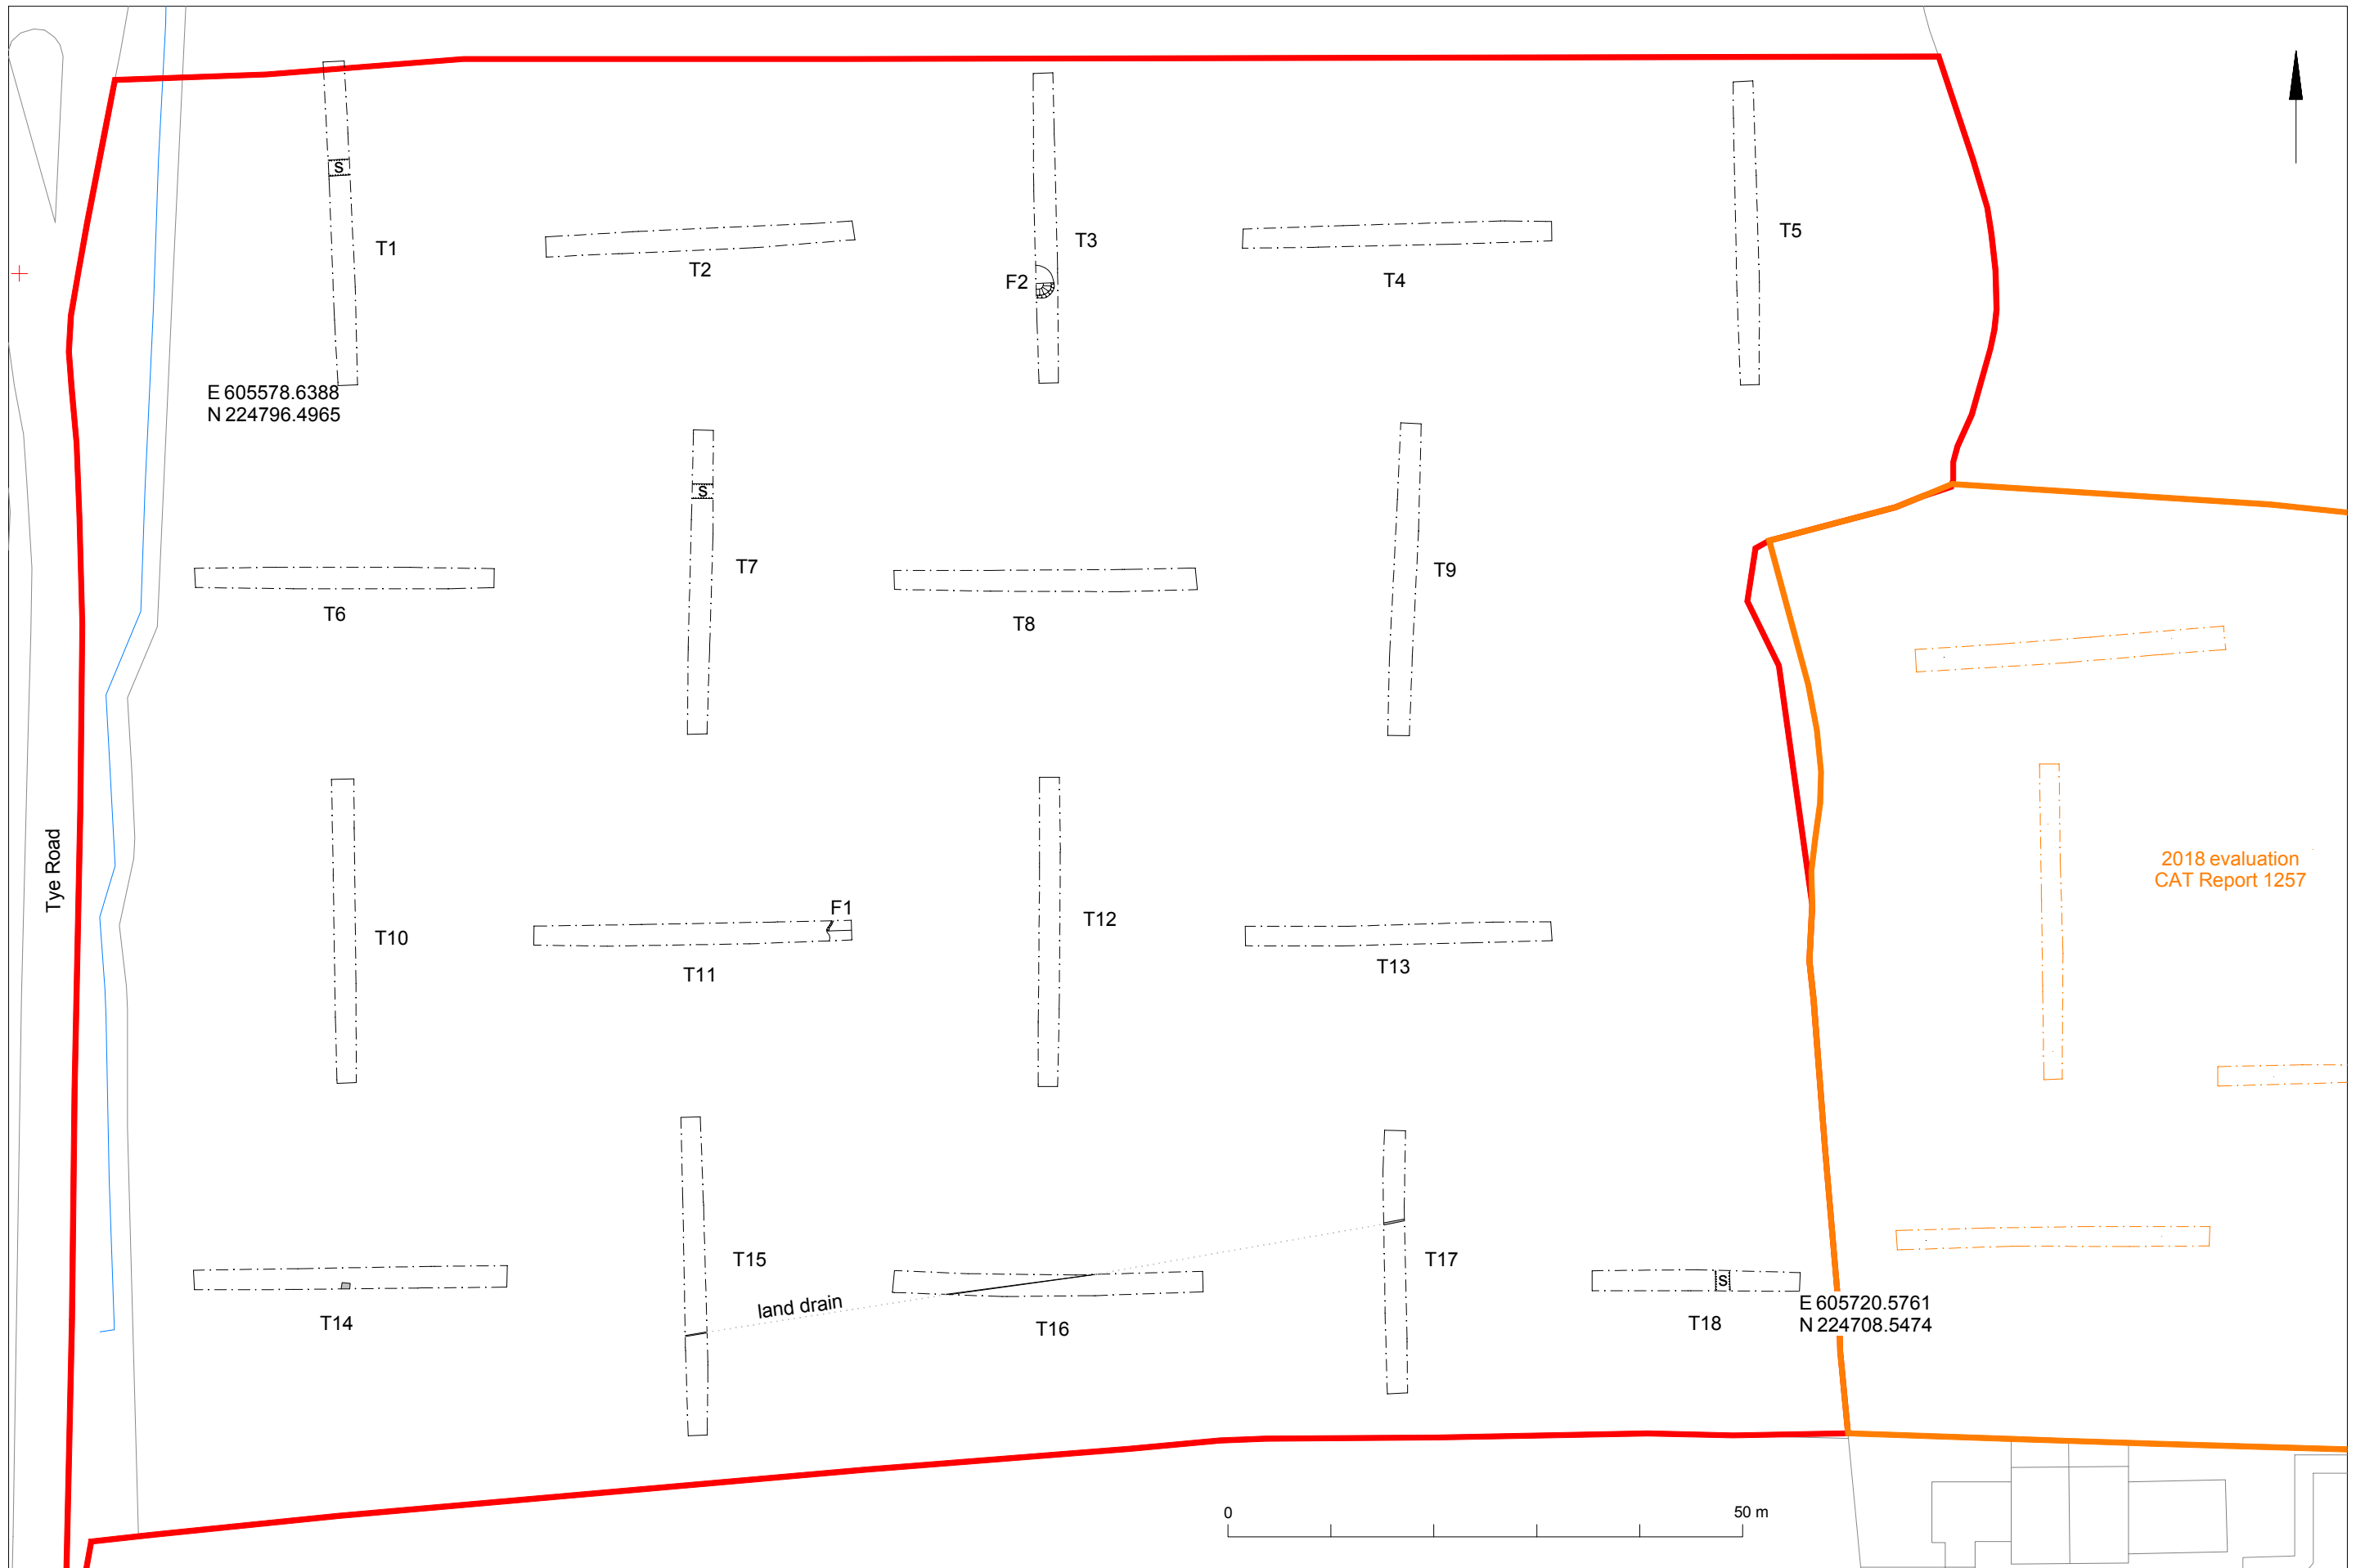 S
T1
T2
T3
F2
T4
T5
E 605578.6388
N 224796.4965
S
T7
T6
T8
T9
Tye Road
2018 evaluation
CAT Report 1257
F1
T10
T11
T12
T13
T15
T17
land drain
S
T14
T16
T18
E 605720.5761
N 224708.5474
0
50 m